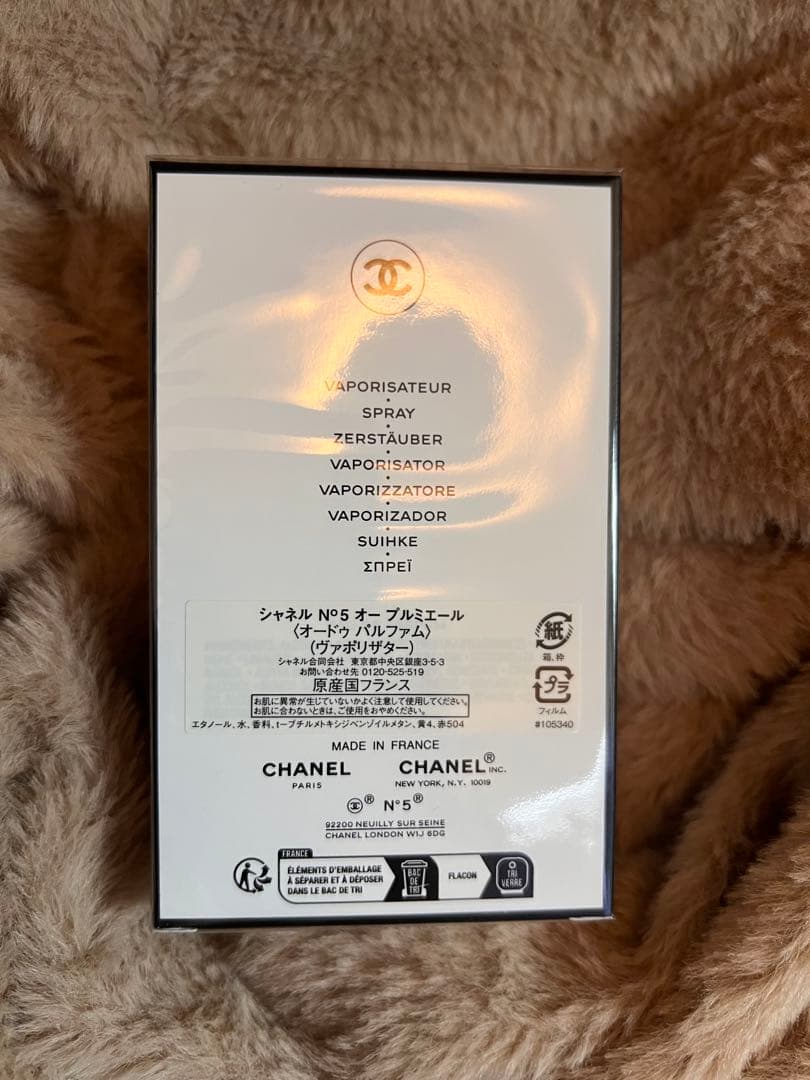 VAPORISATEUR
SPRAY
ZERSTÄUBER
VAPORISATOR
VAPORIZZATORE
VAPORIZADOR
SUIHKE
ΣΠΡΕΪ
シャネル Nº5 オー プルミエール
〈オードゥ パルファム〉
(ヴァポリザター)
シャネル合同会社 東京都中央区銀座3-5-3
お問い合わせ先 0120-525-519
原産国フランス
お肌に異常が生じていないかよく注意して使用してください。
お肌に合わないときは、ご使用をおやめください。
エタノール、水、香料、t-ブチルメトキシジベンゾイルメタン、黄4、赤504
紙
箱、枠
プラ
フィルム
#105340
MADE IN FRANCE
CHANEL
PARIS
CHANEL® INC.
NEW YORK, N.Y. 10019
® N°5®
92200 NEUILLY SUR SEINE
CHANEL LONDON W1J 6DG
FRANCE
ÉLÉMENTS D'EMBALLAGE
À SÉPARER ET À DÉPOSER
DANS LE BAC DE TRI
BAC
DE
TRI
FLACON
TRI
VERRE